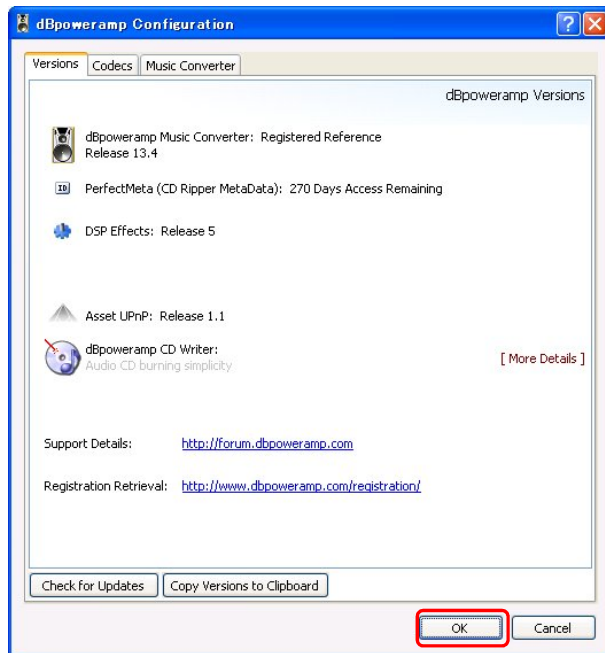 dBpoweramp Configuration
Versions Codecs Music Converter
dBpoweramp Versions
dBpoweramp Music Converter: Registered Reference
Release 13.4
ID PerfectMeta (CD Ripper MetaData): 270 Days Access Remaining
DSP Effects: Release 5
Asset UPnP: Release 1.1
dBpoweramp CD Writer:
Audio CD burning simplicity
[ More Details ]
Support Details: http://forum.dbpoweramp.com
Registration Retrieval: http://www.dbpoweramp.com/registration/
Check for Updates Copy Versions to Clipboard
OK Cancel